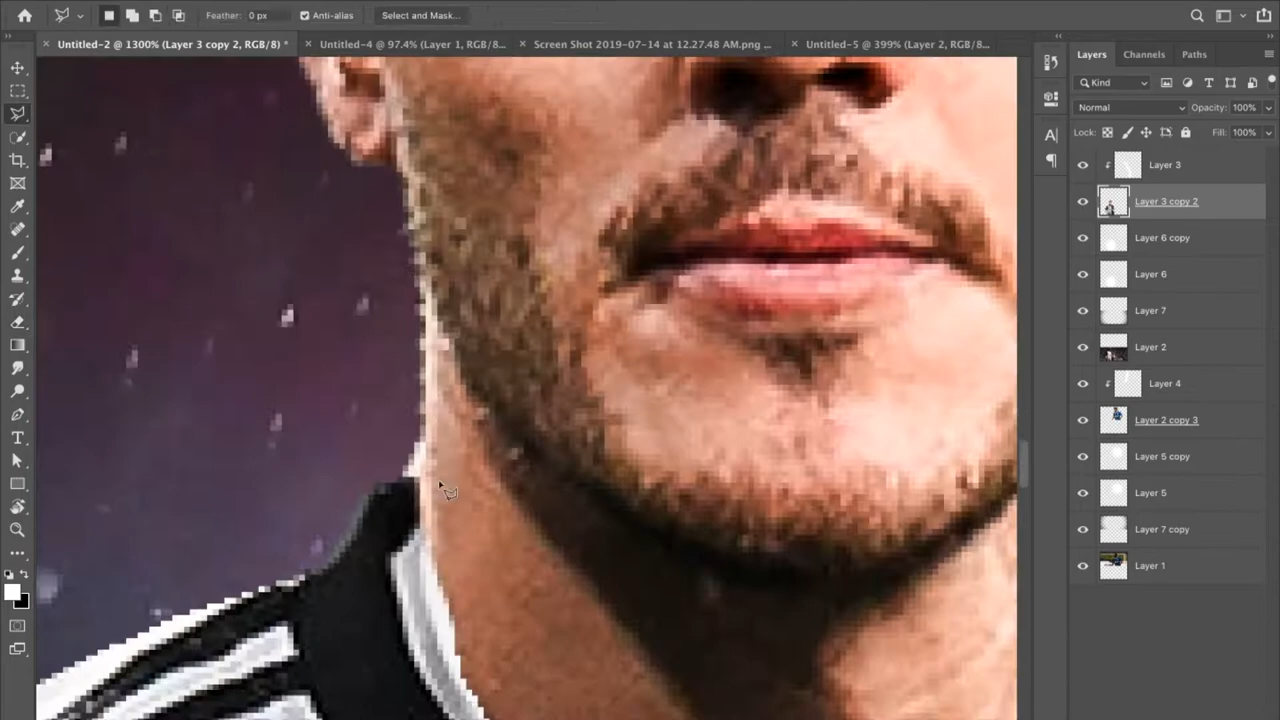 Feather: 0 px Anti-alias Select and Mask...
Untitled-2 @ 1300% (Layer 3 copy 2, RGB/8) * Untitled-4 @ 97.4% (Layer 1, RGB/8... Screen Shot 2019-07-14 at 12.27.48 AM.png ... Untitled-5 @ 399% (Layer 2, RGB/8...
Layers Channels Paths
Kind
Normal Opacity: 100%
Lock: Fill: 100%
Layer 3
Layer 3 copy 2
Layer 6 copy
Layer 6
Layer 7
Layer 2
Layer 4
Layer 2 copy 3
Layer 5 copy
Layer 5
Layer 7 copy
Layer 1